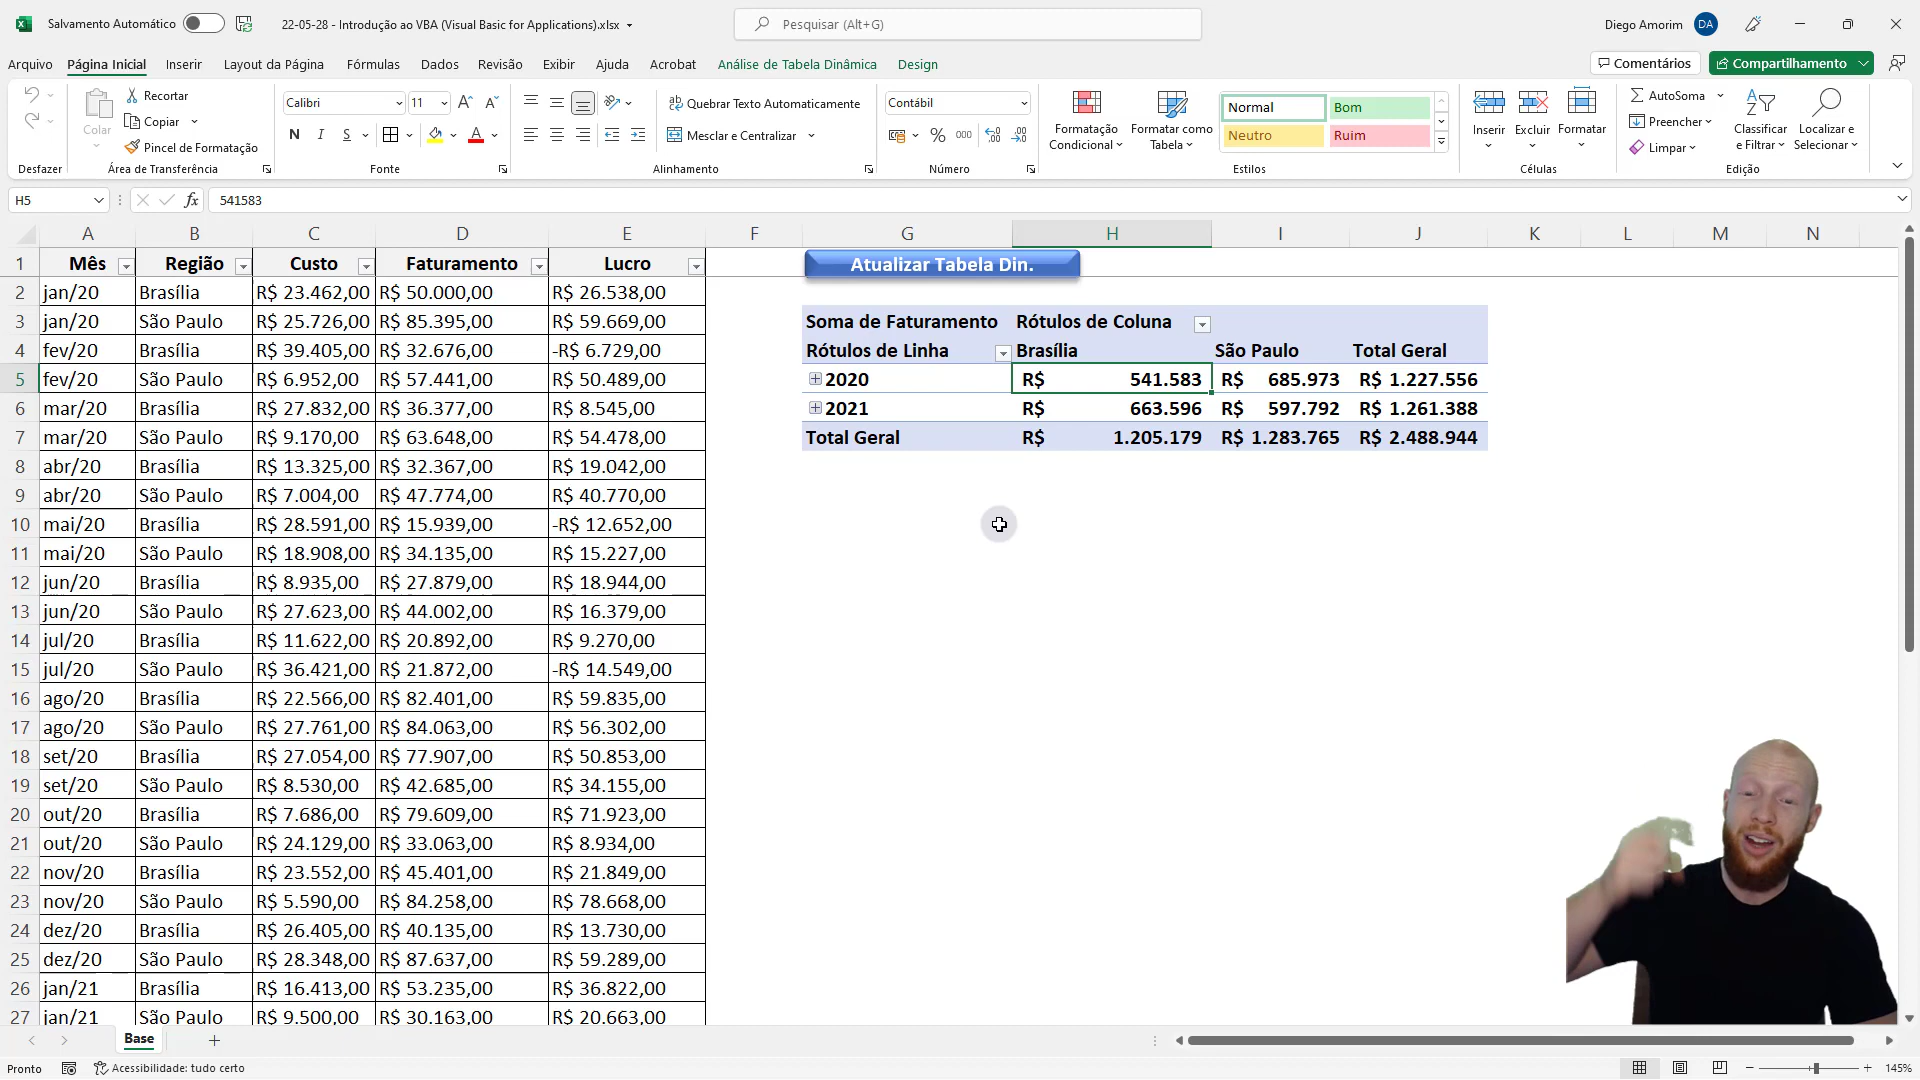 Salvamento Automático
22-05-28 - Introdução ao VBA (Visual Basic for Applications).xlsx
Pesquisar (Alt+G)
Diego Amorim
DA
Arquivo Página Inicial Inserir Layout da Página Fórmulas Dados Revisão Exibir Ajuda Acrobat Análise de Tabela Dinâmica Design
Comentários
Compartilhamento
Colar
Recortar
Copiar
Pincel de Formatação
Desfazer
Área de Transferência
Calibri
11
N I S
Fonte
Quebrar Texto Automaticamente
Mesclar e Centralizar
Alinhamento
Contábil
% 000
Número
Formatação Condicional
Formatar como Tabela
Normal Bom
Neutro Ruim
Estilos
Inserir Excluir Formatar
Células
AutoSoma
Preencher
Limpar
Classificar e Filtrar
Localizar e Selecionar
Edição
H5
fx
541583
A B C D E F G H I J K L M N
1 Mês Região Custo Faturamento Lucro
2 jan/20 Brasília R$ 23.462,00 R$ 50.000,00 R$ 26.538,00
3 jan/20 São Paulo R$ 25.726,00 R$ 85.395,00 R$ 59.669,00
4 fev/20 Brasília R$ 39.405,00 R$ 32.676,00 -R$ 6.729,00
5 fev/20 São Paulo R$ 6.952,00 R$ 57.441,00 R$ 50.489,00
6 mar/20 Brasília R$ 27.832,00 R$ 36.377,00 R$ 8.545,00
7 mar/20 São Paulo R$ 9.170,00 R$ 63.648,00 R$ 54.478,00
8 abr/20 Brasília R$ 13.325,00 R$ 32.367,00 R$ 19.042,00
9 abr/20 São Paulo R$ 7.004,00 R$ 47.774,00 R$ 40.770,00
10 mai/20 Brasília R$ 28.591,00 R$ 15.939,00 -R$ 12.652,00
11 mai/20 São Paulo R$ 18.908,00 R$ 34.135,00 R$ 15.227,00
12 jun/20 Brasília R$ 8.935,00 R$ 27.879,00 R$ 18.944,00
13 jun/20 São Paulo R$ 27.623,00 R$ 44.002,00 R$ 16.379,00
14 jul/20 Brasília R$ 11.622,00 R$ 20.892,00 R$ 9.270,00
15 jul/20 São Paulo R$ 36.421,00 R$ 21.872,00 -R$ 14.549,00
16 ago/20 Brasília R$ 22.566,00 R$ 82.401,00 R$ 59.835,00
17 ago/20 São Paulo R$ 27.761,00 R$ 84.063,00 R$ 56.302,00
18 set/20 Brasília R$ 27.054,00 R$ 77.907,00 R$ 50.853,00
19 set/20 São Paulo R$ 8.530,00 R$ 42.685,00 R$ 34.155,00
20 out/20 Brasília R$ 7.686,00 R$ 79.609,00 R$ 71.923,00
21 out/20 São Paulo R$ 24.129,00 R$ 33.063,00 R$ 8.934,00
22 nov/20 Brasília R$ 23.552,00 R$ 45.401,00 R$ 21.849,00
23 nov/20 São Paulo R$ 5.590,00 R$ 84.258,00 R$ 78.668,00
24 dez/20 Brasília R$ 26.405,00 R$ 40.135,00 R$ 13.730,00
25 dez/20 São Paulo R$ 28.348,00 R$ 87.637,00 R$ 59.289,00
26 jan/21 Brasília R$ 16.413,00 R$ 53.235,00 R$ 36.822,00
27 jan/21 São Paulo R$ 9.500,00 R$ 30.163,00 R$ 20.663,00
Atualizar Tabela Din.
Soma de Faturamento Rótulos de Coluna
Rótulos de Linha Brasília São Paulo Total Geral
2020 R$ 541.583 R$ 685.973 R$ 1.227.556
2021 R$ 663.596 R$ 597.792 R$ 1.261.388
Total Geral R$ 1.205.179 R$ 1.283.765 R$ 2.488.944
Base
Pronto
Acessibilidade: tudo certo
145%